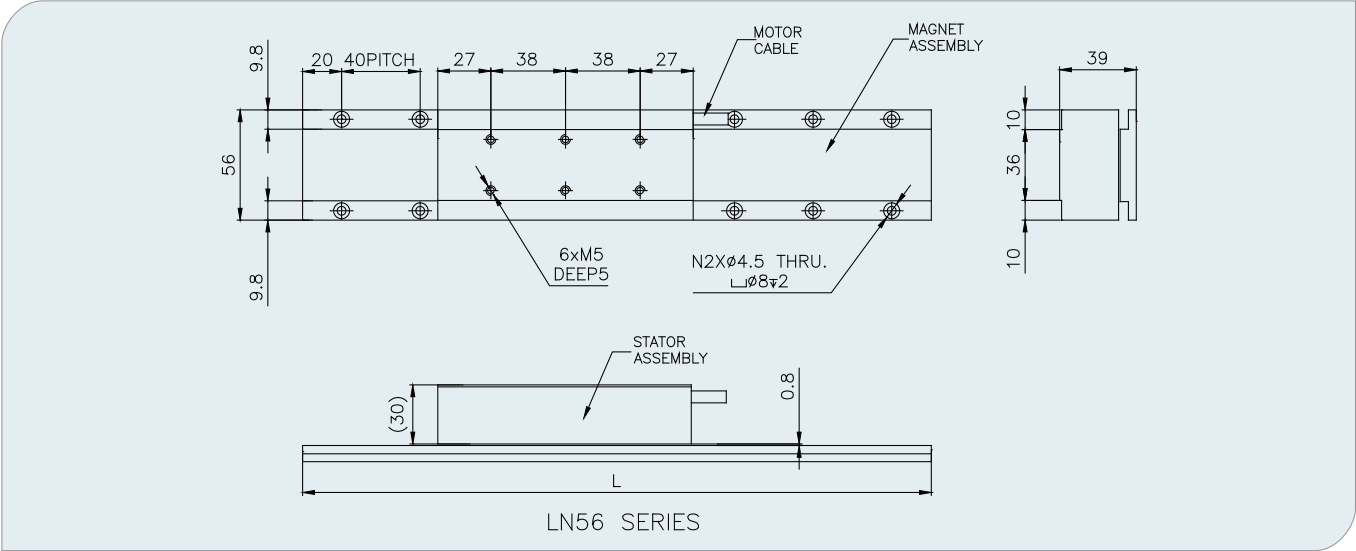 MOTOR
CABLE
MAGNET
ASSEMBLY
9.8
20 40PITCH 27 38 38 27
39
56
10
36
10
9.8
6xM5
DEEP5
N2XØ4.5 THRU.
⌴Ø8↧2
STATOR
ASSEMBLY
(30)
0.8
L
LN56 SERIES